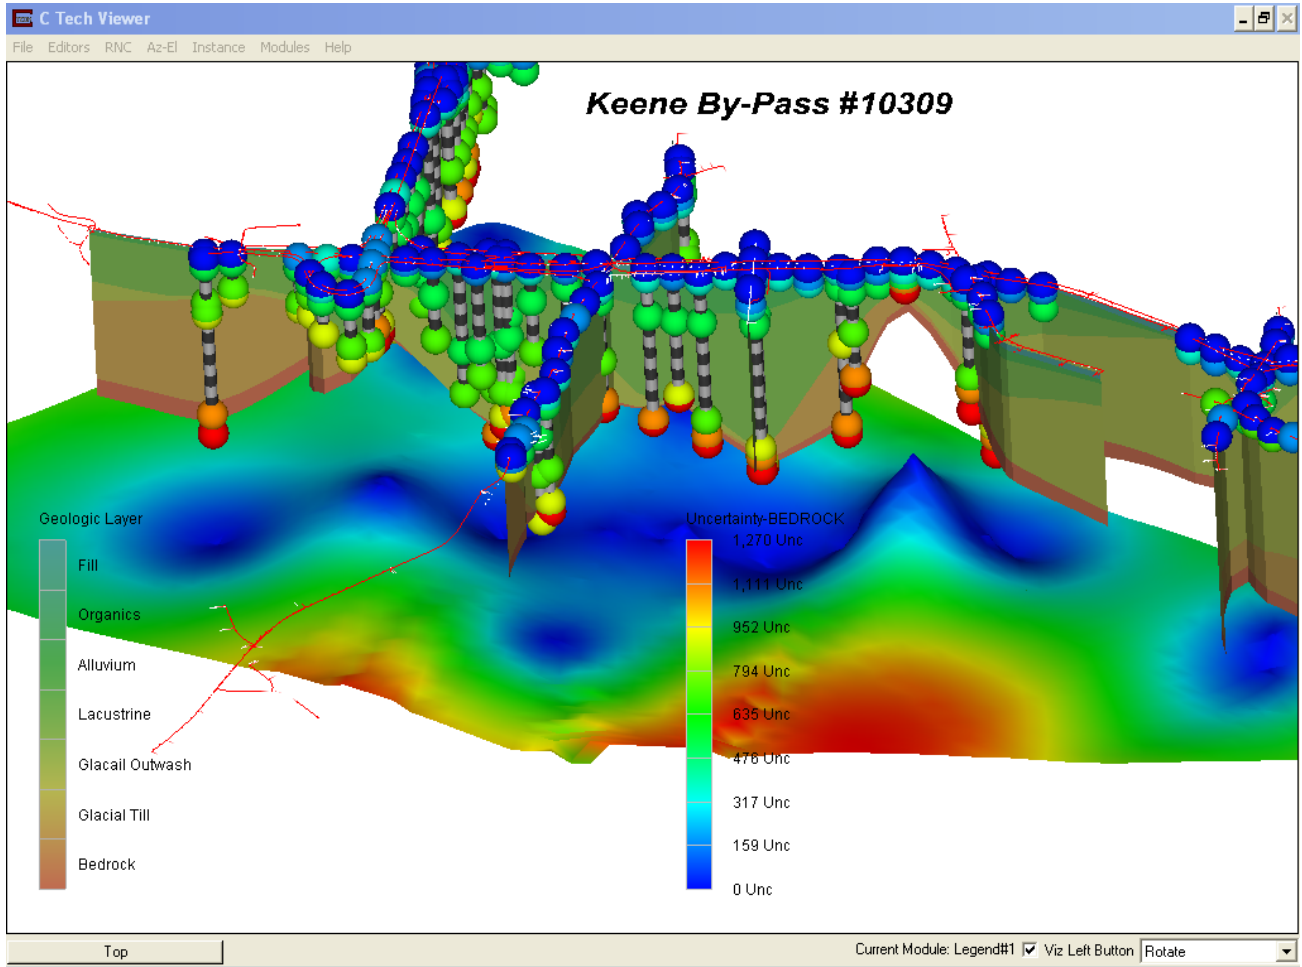 C Tech Viewer
File Editors RNC Az-El Instance Modules Help
Keene By-Pass #10309
Geologic Layer
Fill
Organics
Alluvium
Lacustrine
Glacail Outwash
Glacial Till
Bedrock
Uncertainty-BEDROCK
1,270 Unc
1,111 Unc
952 Unc
794 Unc
635 Unc
476 Unc
317 Unc
159 Unc
0 Unc
Top
Current Module: Legend#1 Viz Left Button Rotate